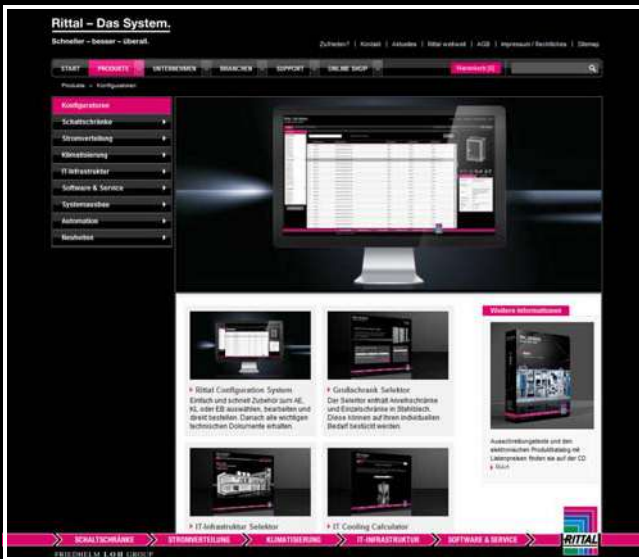 Rittal – Das System.
Schneller – besser – überall.
Zufrieden? | Kontakt | Aktuelles | Rittal weltweit | AGB | Impressum / Rechtliches | Sitemap
START PRODUKTE UNTERNEHMEN BRANCHEN SUPPORT ONLINE SHOP Warenkorb [0]
Produkte » Konfiguratoren
Konfiguratoren
Schaltschränke
Stromverteilung
Klimatisierung
IT-Infrastruktur
Software & Service
Systemausbau
Automation
Neuheiten
Weitere Informationen
Rittal Configuration System
Einfach und schnell Zubehör zum AE,
KL oder EB auswählen, bearbeiten und
direkt bestellen. Danach alle wichtigen
technischen Dokumente erhalten.
Großschrank Selektor
Der Selektor enthält Anreihschränke
und Einzelschränke in Stahlblech.
Diese können auf Ihren individuellen
Bedarf bestückt werden.
Ausschreibungstexte und den
elektronischen Produktkatalog mit
Listenpreisen finden sie auf der CD
IT-Infrastruktur Selektor
IT Cooling Calculator
SCHALTSCHRÄNKE STROMVERTEILUNG KLIMATISIERUNG IT-INFRASTRUKTUR SOFTWARE & SERVICE
RITTAL
FRIEDHELM LOH GROUP